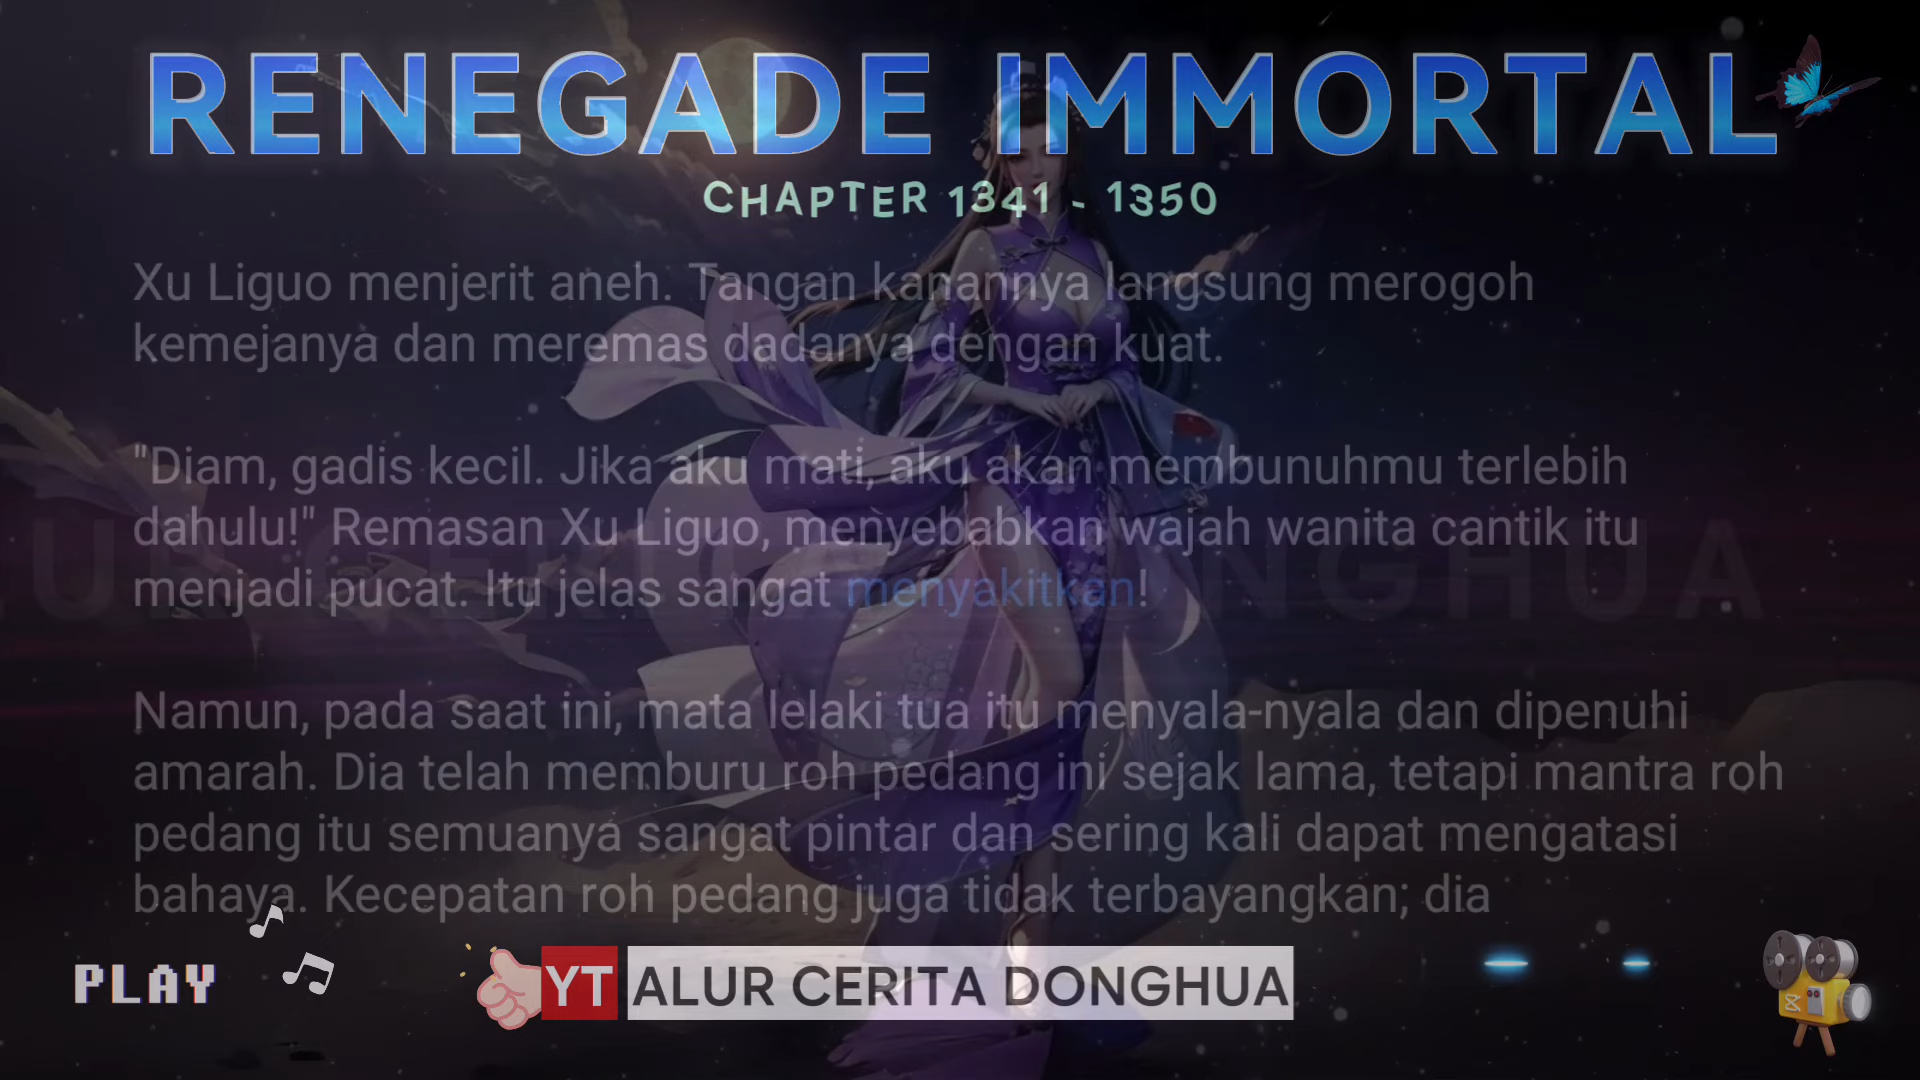 RENEGADE IMMORTAL
CHAPTER 1341 - 1350
Xu Liguo menjerit aneh. Tangan kanannya langsung merogoh
kemejanya dan meremas dadanya dengan kuat.
"Diam, gadis kecil. Jika aku mati, aku akan membunuhmu terlebih
dahulu!" Remasan Xu Liguo, menyebabkan wajah wanita cantik itu
menjadi pucat. Itu jelas sangat menyakitkan!
Namun, pada saat ini, mata lelaki tua itu menyala-nyala dan dipenuhi
amarah. Dia telah memburu roh pedang ini sejak lama, tetapi mantra roh
pedang itu semuanya sangat pintar dan sering kali dapat mengatasi
bahaya. Kecepatan roh pedang juga tidak terbayangkan; dia
PLAY
YT ALUR CERITA DONGHUA